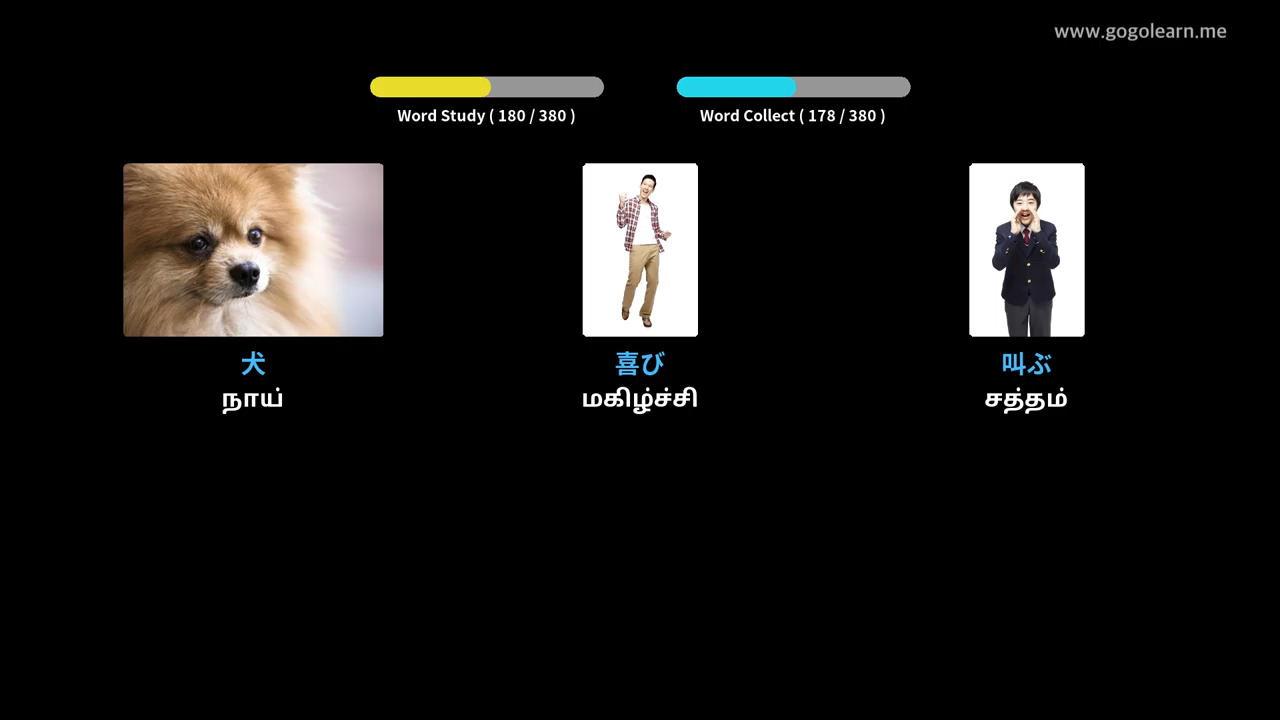 www.gogolearn.me
Word Study ( 180 / 380 )
Word Collect ( 178 / 380 )
犬
喜び
叫ぶ
நாய்
மகிழ்ச்சி
சத்தம்